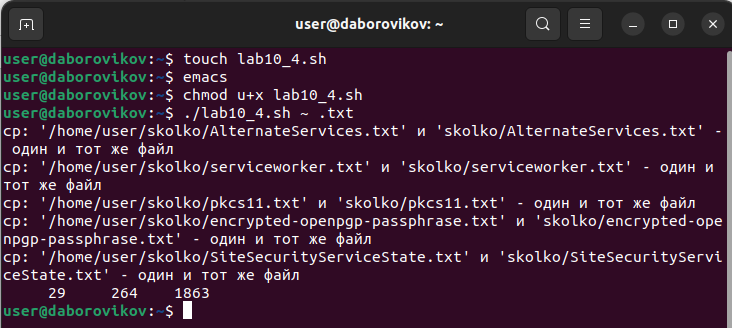 user@daborovikov: ~
user@daborovikov:~$ touch lab10_4.sh
user@daborovikov:~$ emacs
user@daborovikov:~$ chmod u+x lab10_4.sh
user@daborovikov:~$ ./lab10_4.sh ~ .txt
cp: '/home/user/skolko/AlternateServices.txt' и 'skolko/AlternateServices.txt' -
 один и тот же файл
cp: '/home/user/skolko/serviceworker.txt' и 'skolko/serviceworker.txt' - один и
тот же файл
cp: '/home/user/skolko/pkcs11.txt' и 'skolko/pkcs11.txt' - один и тот же файл
cp: '/home/user/skolko/encrypted-openpgp-passphrase.txt' и 'skolko/encrypted-ope
npgp-passphrase.txt' - один и тот же файл
cp: '/home/user/skolko/SiteSecurityServiceState.txt' и 'skolko/SiteSecurityServi
ceState.txt' - один и тот же файл
     29     264    1863
user@daborovikov:~$